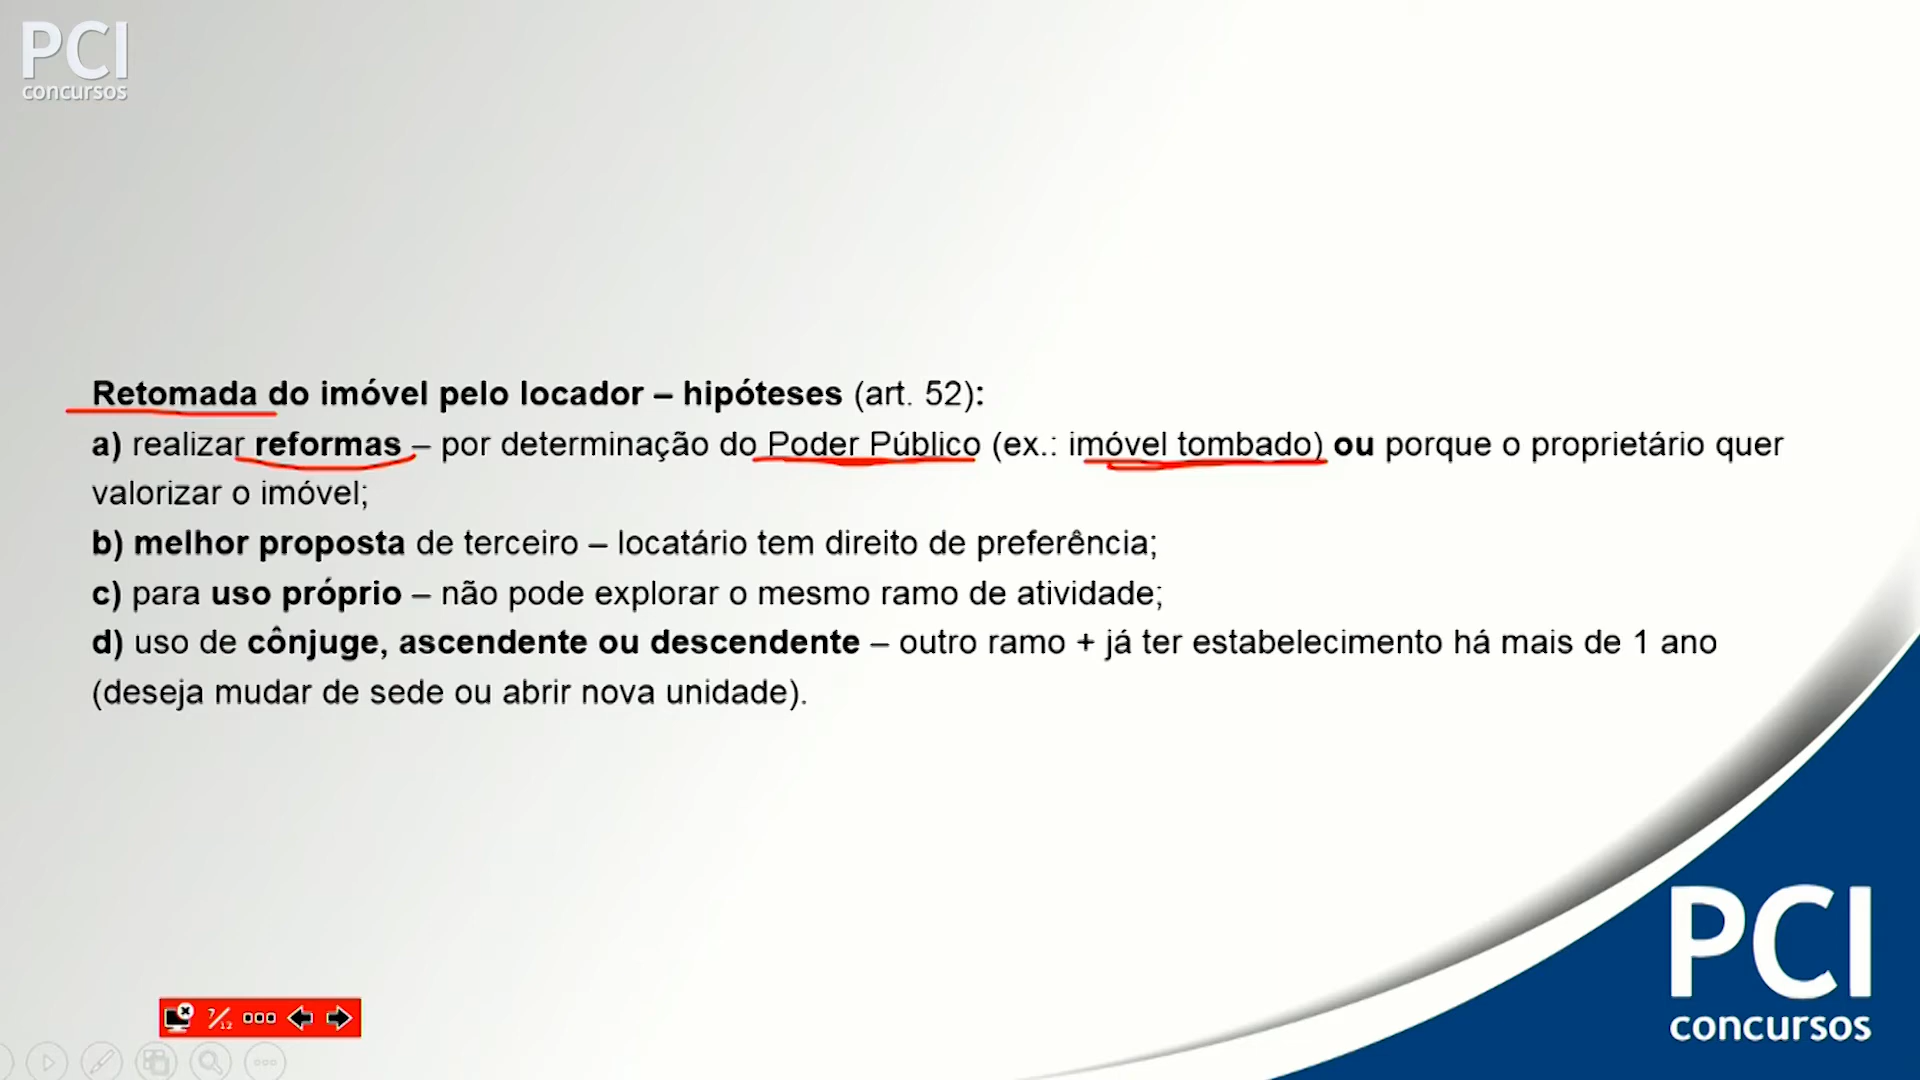 PCI
concursos
Retomada do imóvel pelo locador – hipóteses (art. 52):
a) realizar reformas – por determinação do Poder Público (ex.: imóvel tombado) ou porque o proprietário quer
valorizar o imóvel;
b) melhor proposta de terceiro – locatário tem direito de preferência;
c) para uso próprio – não pode explorar o mesmo ramo de atividade;
d) uso de cônjuge, ascendente ou descendente – outro ramo + já ter estabelecimento há mais de 1 ano
(deseja mudar de sede ou abrir nova unidade).
PCI
concursos
7/12